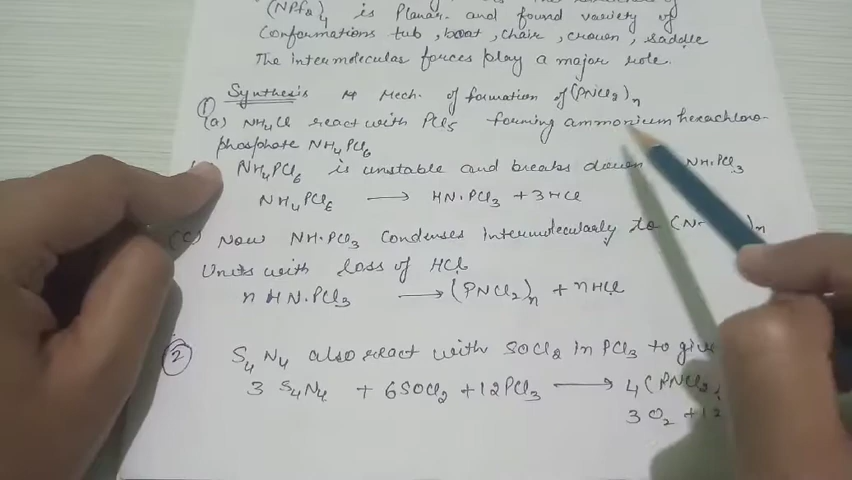 (NPF2)4 is Planar. and found variety of
Conformations tub, boat, chair, crown, saddle
The intermolecular forces play a major role.
① Synthesis Mech. of formation of (PNCl2)n
(a) NH4Cl react with PCl5 forming ammonium hexachloro-
phosphate NH4PCl6
NH4PCl6 is unstable and breaks down NH·PCl3
NH4PCl6 → HN·PCl3 + 3HCl
(c) Now NH·PCl3 Condenses intermolecularly to (N )n
Units with loss of HCl
n HN·PCl3 → (PNCl2)n + nHCl
② S4N4 also react with SOCl2 in PCl3 to give
3 S4N4 + 6SOCl2 + 12PCl3 → 4(PNCl2
3O2 + 12